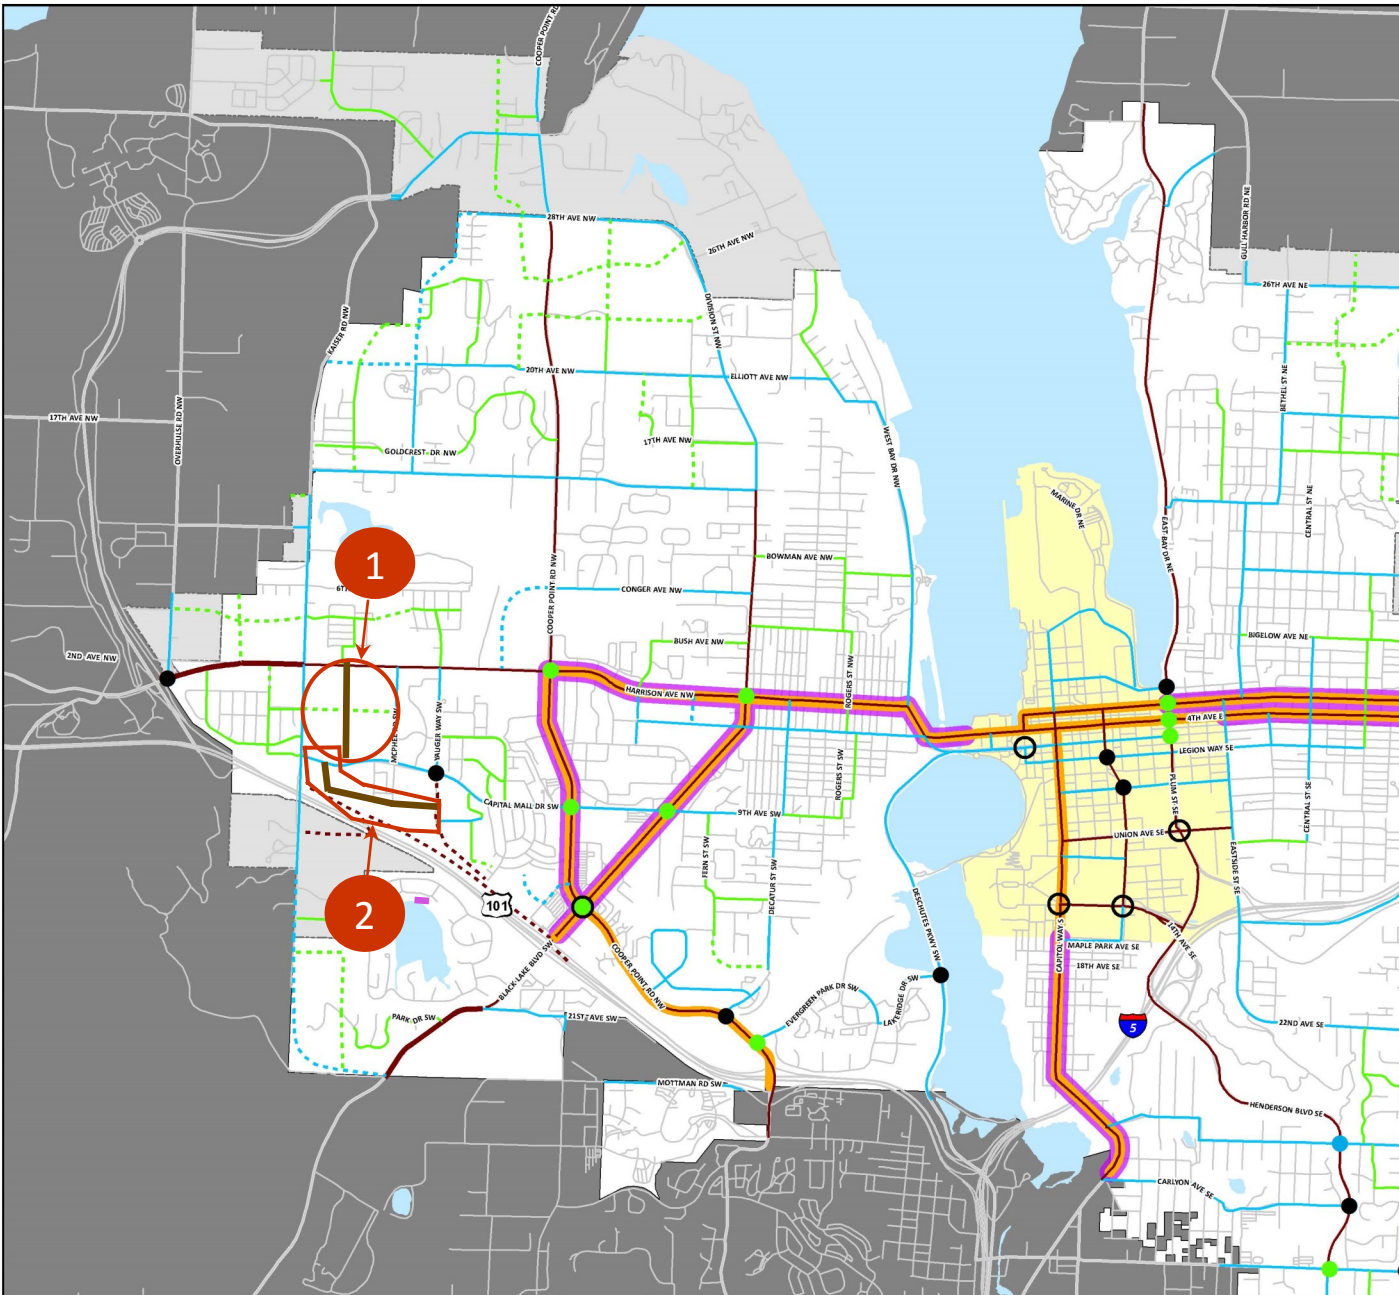 COOPER POINT RD
28TH AVE NW
26TH AVE NW
GULL HARBOR RD NE
26TH AVE NE
KAISER RD NW
DIVISION ST NW
20TH AVE NW
ELLIOTT AVE NW
BETHEL ST NE
17TH AVE NW
OVERHULSE RD NW
GOLDCREST DR NW
17TH AVE NW
WEST BAY DR NW
MARINE DR NE
EAST BAY DR NE
CENTRAL ST NE
1
BOWMAN AVE NW
CONGER AVE NW
COOPER POINT RD NW
BUSH AVE NW
BIGELOW AVE NE
2ND AVE NW
HARRISON AVE NW
ROGERS ST NW
4TH AVE E
YAUGER WAY SW
LEGION WAY SE
CAPITAL MALL DR SW
9TH AVE SW
ROGERS ST SW
PLUM ST SE
UNION AVE SE
CENTRAL ST SE
FERN ST SW
DECATUR ST SW
EASTSIDE ST SE
2
101
DESCHUTES PKWY SW
CAPITOL WAY S
14TH AVE SE
MAPLE PARK AVE SE
18TH AVE SE
BLACK LAKE BLVD SW
COOPER POINT RD NW
EVERGREEN PARK DR SW
LAKERIDGE DR SW
PARK DR SW
21ST AVE SW
5
22ND AVE SE
MOTTMAN RD SW
HENDERSON BLVD SE
CARLYON AVE SE